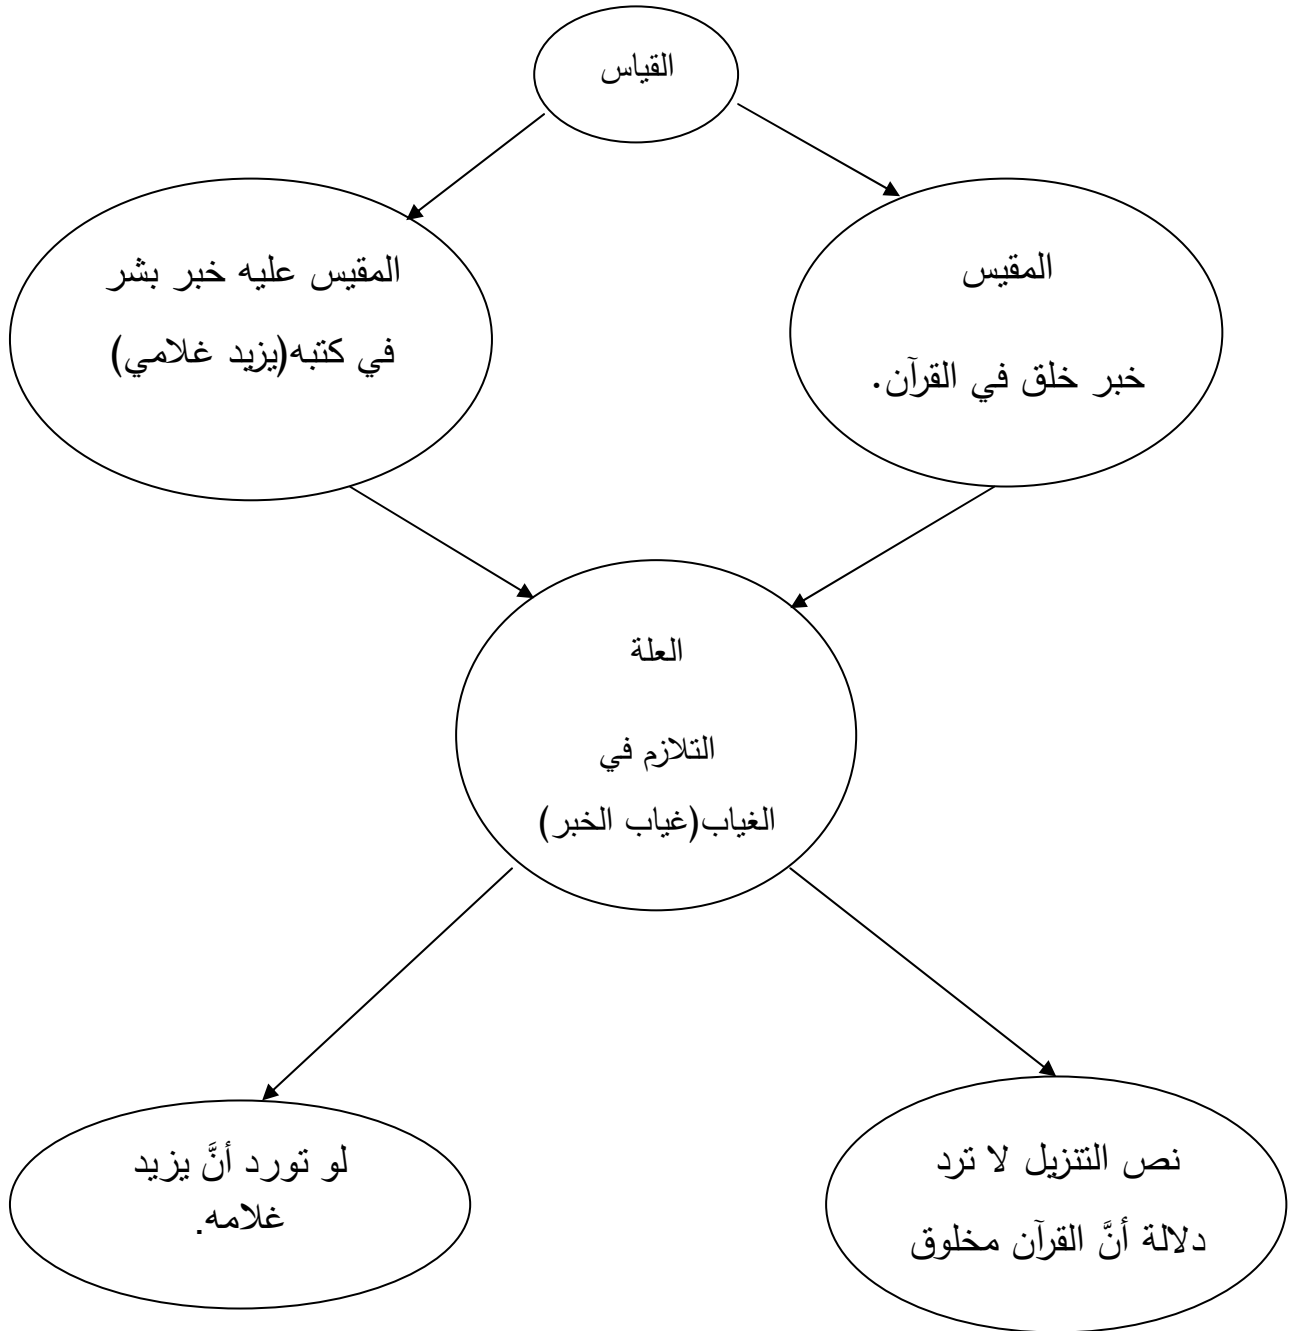 القياس
المقيس
خبر خلق في القرآن.
المقيس عليه خبر بشر
في كتبه(يزيد غلامي)
العلة
التلازم في
الغياب(غياب الخبر)
نص التنزيل لا ترد
دلالة أنَّ القرآن مخلوق
لو تورد أنَّ يزيد
غلامه.